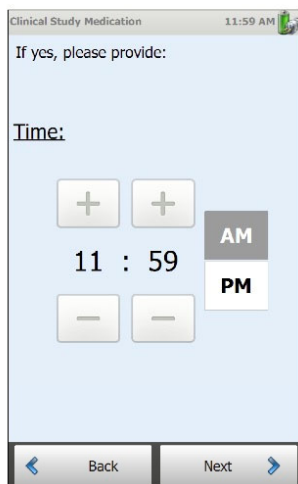 Clinical Study Medication 11:59 AM
If yes, please provide:
Time:
+ +
AM
11 : 59
PM
− −
Back Next